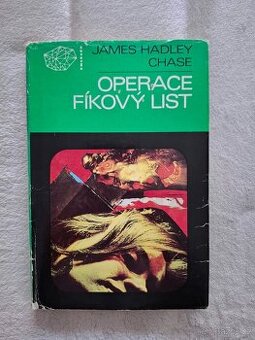 JAMES HADLEY
CHASE
OPERACE
FÍKOVÝ LIST